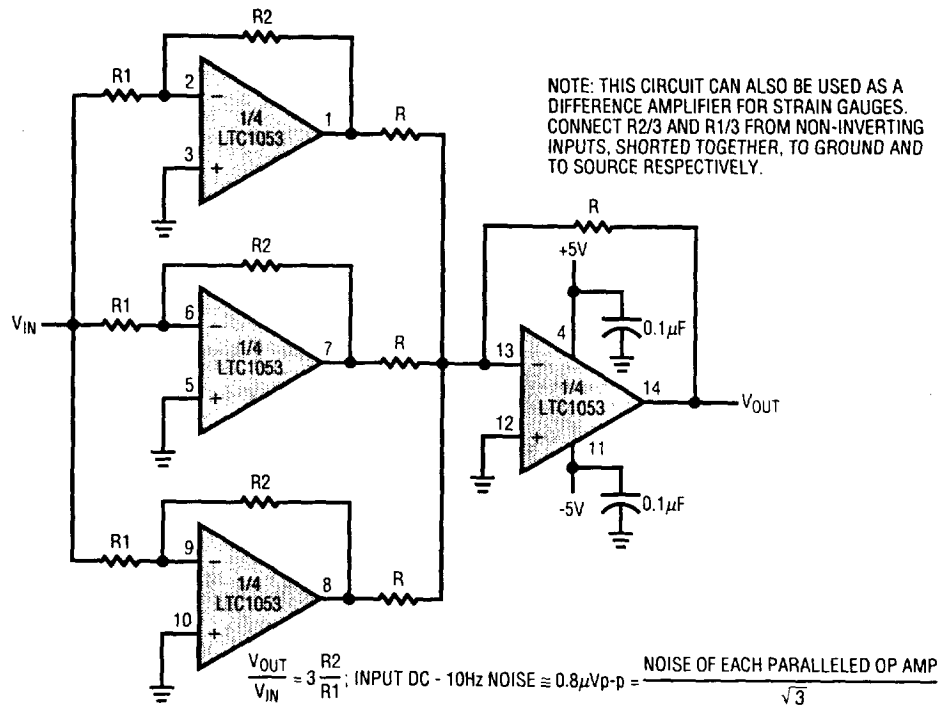 R2
R1
2
−
1/4
LTC1053
1
R
3
+
NOTE: THIS CIRCUIT CAN ALSO BE USED AS A
DIFFERENCE AMPLIFIER FOR STRAIN GAUGES.
CONNECT R2/3 AND R1/3 FROM NON-INVERTING
INPUTS, SHORTED TOGETHER, TO GROUND AND
TO SOURCE RESPECTIVELY.
R
+5V
R2
R1
VIN
6
−
1/4
LTC1053
7
R
5
+
0.1μF
4
13
−
1/4
LTC1053
14
VOUT
12
+
11
-5V
0.1μF
R2
R1
9
−
1/4
LTC1053
8
R
10
+
VOUT/VIN = 3 R2/R1; INPUT DC - 10Hz NOISE ≅ 0.8μVp-p = NOISE OF EACH PARALLELED OP AMP/√3